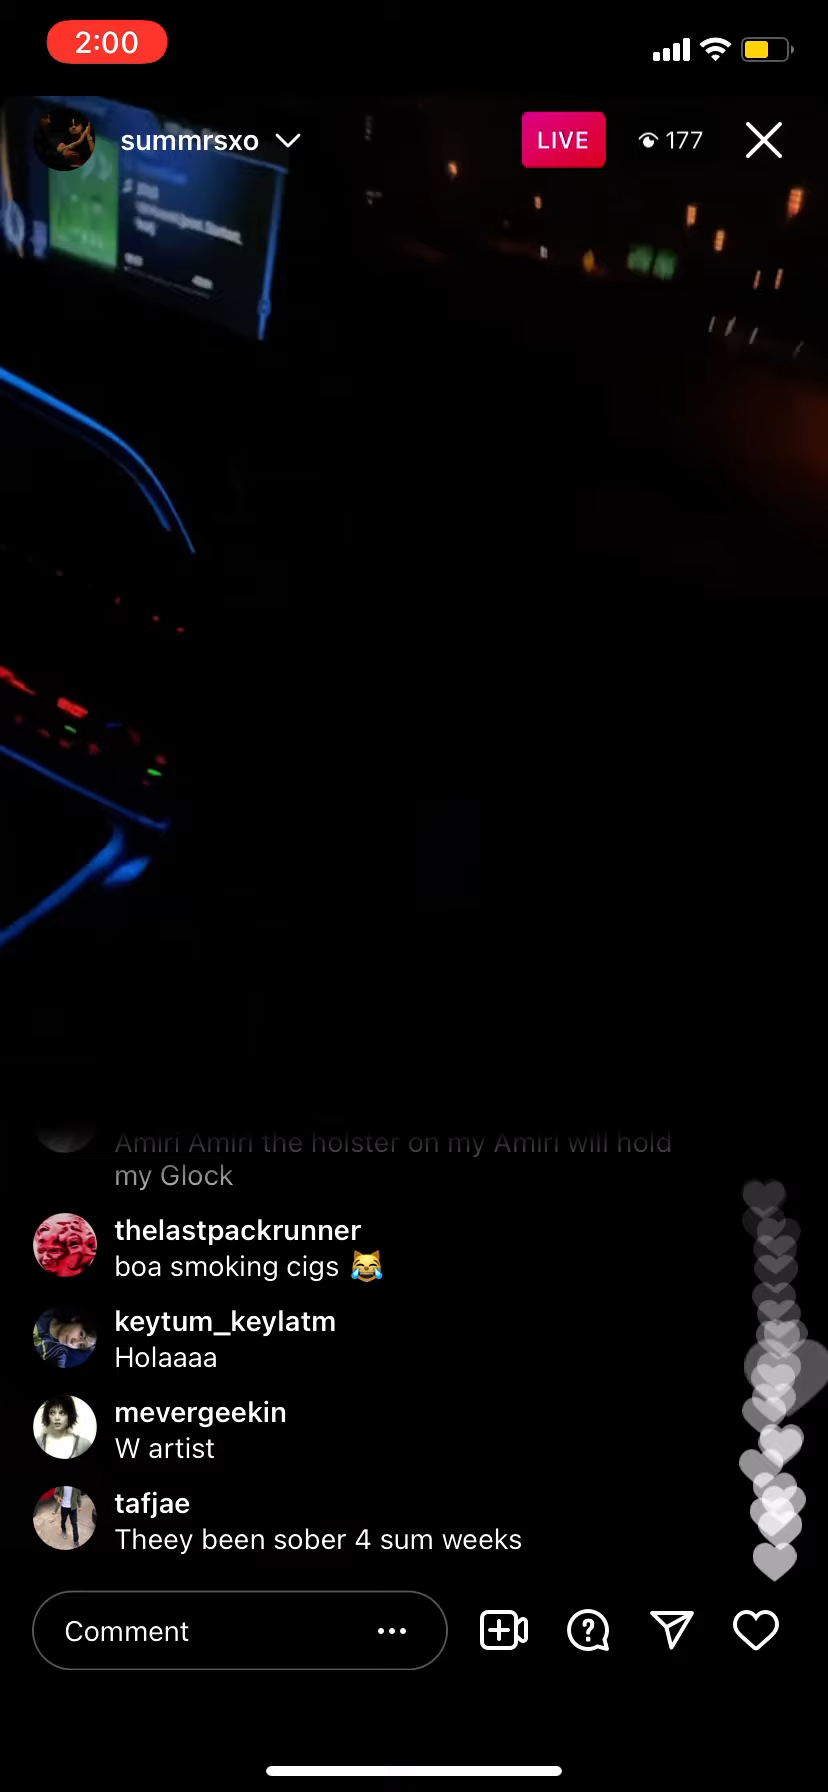 2:00
summrsxo
LIVE
177
Amiri Amiri the holster on my Amiri will hold
my Glock
thelastpackrunner
boa smoking cigs 😹
keytum_keylatm
Holaaaa
mevergeekin
W artist
tafjae
Theey been sober 4 sum weeks
Comment